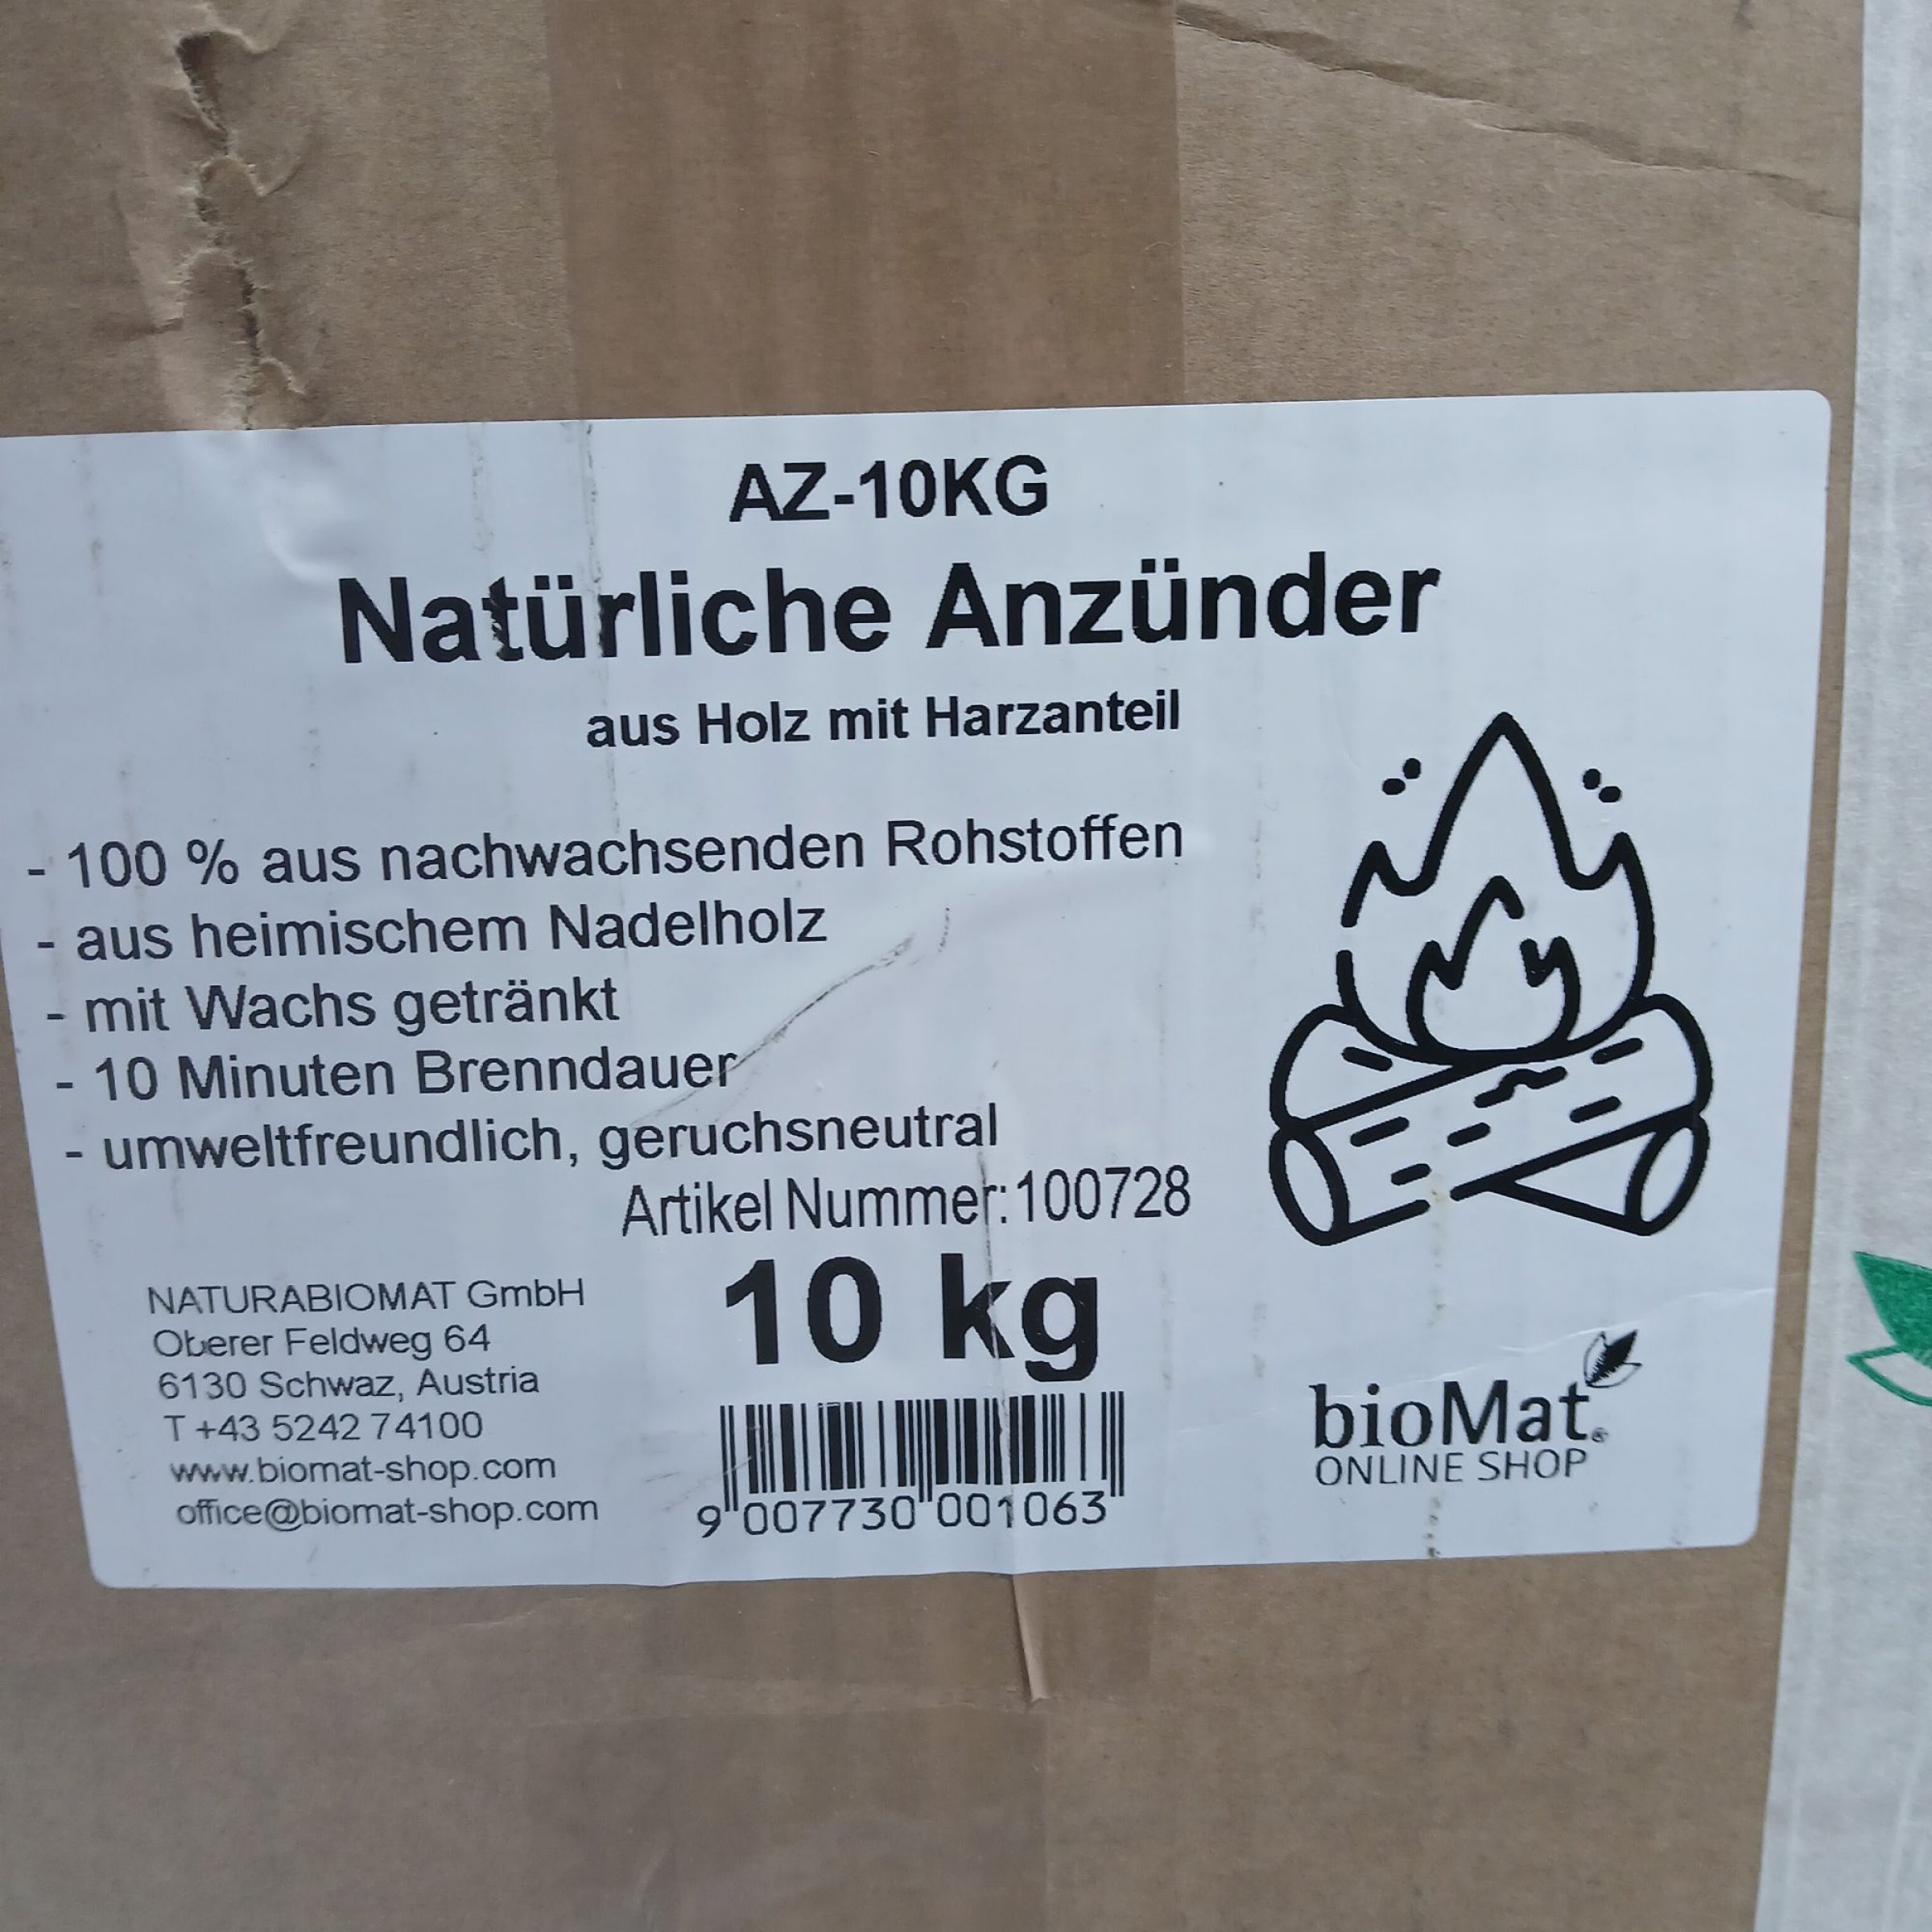 AZ-10KG
Natürliche Anzünder
aus Holz mit Harzanteil
- 100 % aus nachwachsenden Rohstoffen
- aus heimischem Nadelholz
- mit Wachs getränkt
- 10 Minuten Brenndauer
- umweltfreundlich, geruchsneutral
Artikel Nummer:100728
10 kg
NATURABIOMAT GmbH
Oberer Feldweg 64
6130 Schwaz, Austria
T +43 5242 74100
www.biomat-shop.com
office@biomat-shop.com
9 007730 001063
bioMat®
ONLINE SHOP